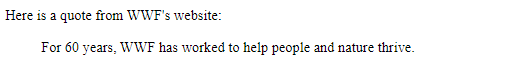 Here is a quote from WWF's website:
For 60 years, WWF has worked to help people and nature thrive.